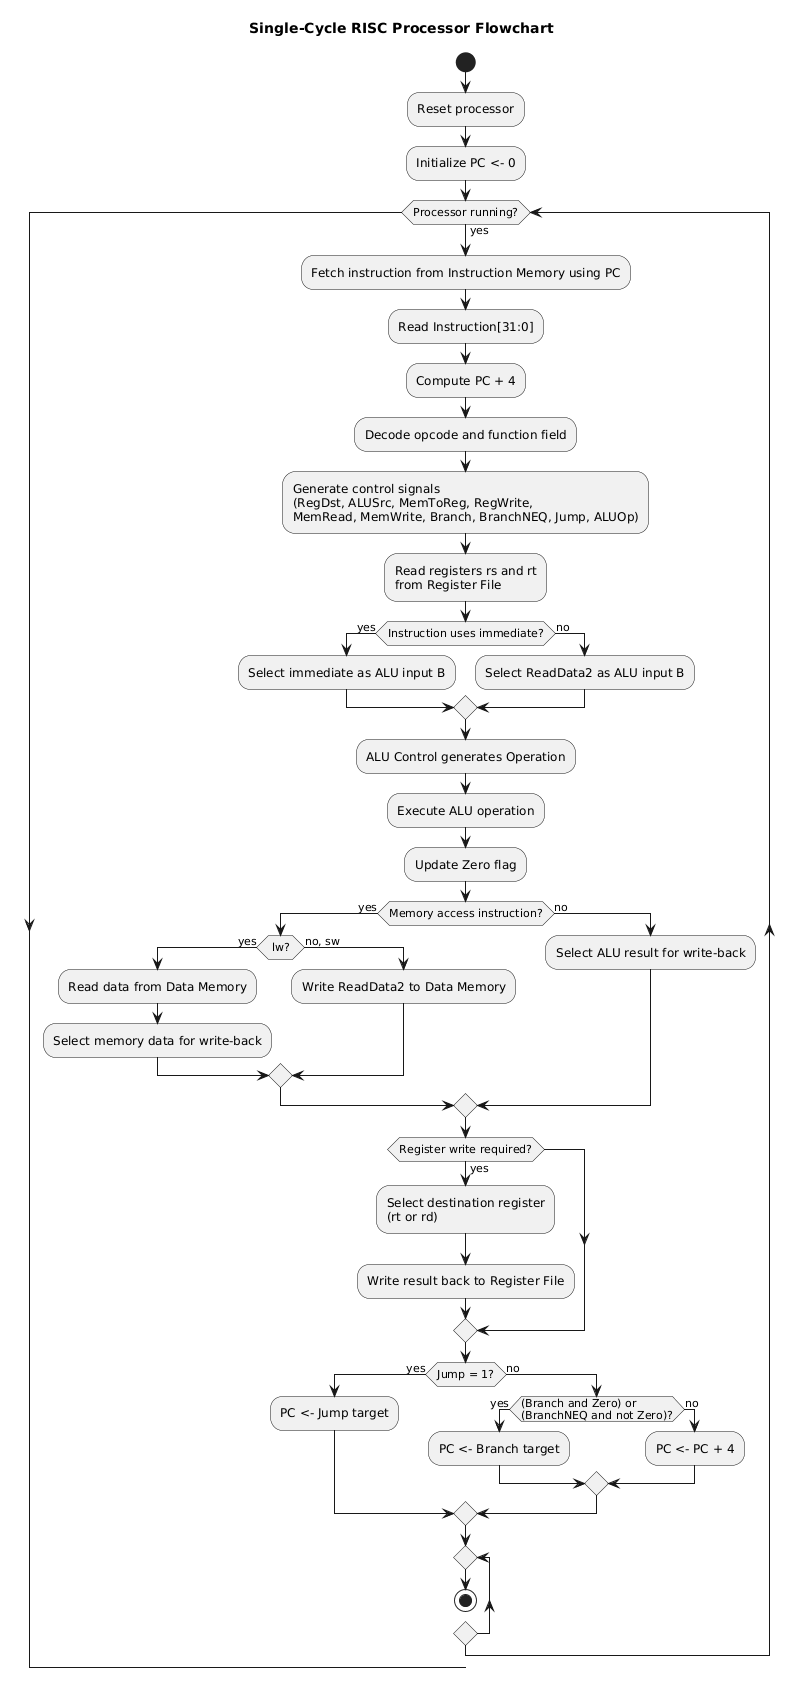 Single-Cycle RISC Processor Flowchart
Reset processor
Initialize PC <- 0
Processor running?
yes
Fetch instruction from Instruction Memory using PC
Read Instruction[31:0]
Compute PC + 4
Decode opcode and function field
Generate control signals
(RegDst, ALUSrc, MemToReg, RegWrite,
MemRead, MemWrite, Branch, BranchNEQ, Jump, ALUOp)
Read registers rs and rt
from Register File
yes
Instruction uses immediate?
no
Select immediate as ALU input B
Select ReadData2 as ALU input B
ALU Control generates Operation
Execute ALU operation
Update Zero flag
yes
Memory access instruction?
no
yes
lw?
no, sw
Select ALU result for write-back
Read data from Data Memory
Write ReadData2 to Data Memory
Select memory data for write-back
Register write required?
yes
Select destination register
(rt or rd)
Write result back to Register File
yes
Jump = 1?
no
PC <- Jump target
yes
(Branch and Zero) or
(BranchNEQ and not Zero)?
no
PC <- Branch target
PC <- PC + 4